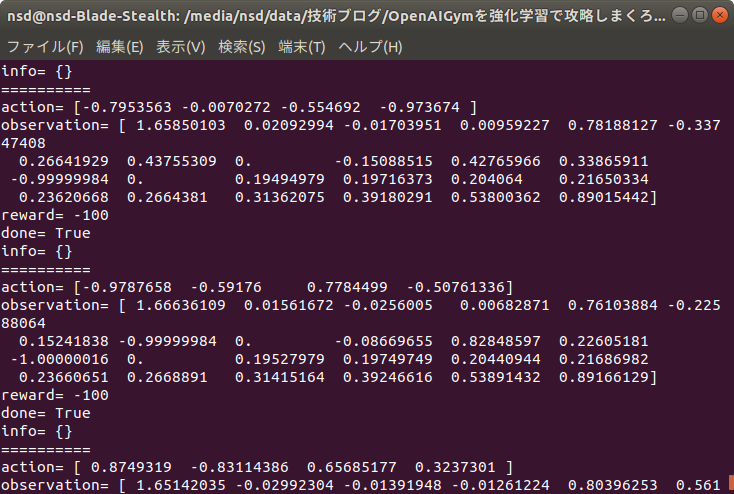 nsd@nsd-Blade-Stealth: /media/nsd/data/技術ブログ/OpenAIGymを強化学習で攻略しまくろ...
ファイル(F) 編集(E) 表示(V) 検索(S) 端末(T) ヘルプ(H)
info= {}
==========
action= [-0.7953563 -0.0070272 -0.554692  -0.973674 ]
observation= [ 1.65850103  0.02092994 -0.01703951  0.00959227  0.78188127 -0.337
47408
  0.26641929  0.43755309  0.         -0.15088515  0.42765966  0.33865911
 -0.99999984  0.          0.19494979  0.19716373  0.204064    0.21650334
  0.23620668  0.2664381   0.31362075  0.39180291  0.53800362  0.89015442]
reward= -100
done= True
info= {}
==========
action= [-0.9787658  -0.59176     0.7784499  -0.50761336]
observation= [ 1.66636109  0.01561672 -0.0256005   0.00682871  0.76103884 -0.225
88064
  0.15241838 -0.99999984  0.         -0.08669655  0.82848597  0.22605181
 -1.00000016  0.          0.19527979  0.19749749  0.20440944  0.21686982
  0.23660651  0.2668891   0.31415164  0.39246616  0.53891432  0.89166129]
reward= -100
done= True
info= {}
==========
action= [ 0.8749319  -0.83114386  0.65685177  0.3237301 ]
observation= [ 1.65142035 -0.02992304 -0.01391948 -0.01261224  0.80396253  0.561